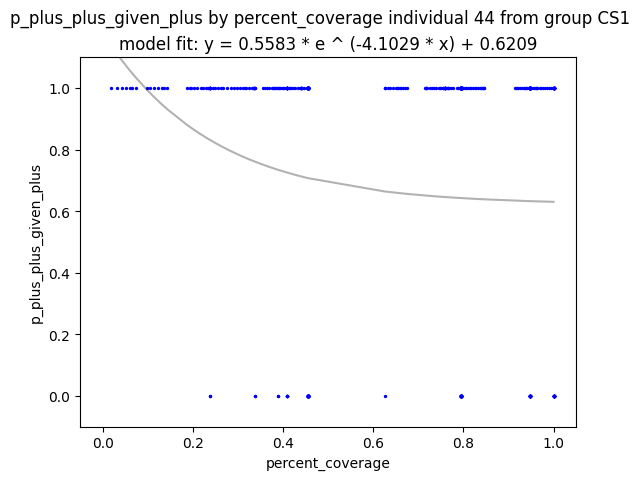 p_plus_plus_given_plus by percent_coverage individual 44 from group CS1
model fit: y = 0.5583 * e ^ (-4.1029 * x) + 0.6209
p_plus_plus_given_plus
1.0
0.8
0.6
0.4
0.2
0.0
0.0 0.2 0.4 0.6 0.8 1.0
percent_coverage